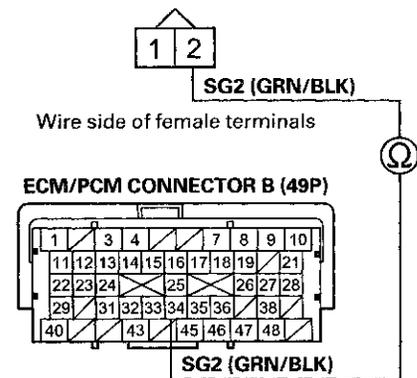 1 2
SG2 (GRN/BLK)
Wire side of female terminals
Ω
ECM/PCM CONNECTOR B (49P)
1 3 4 7 8 9 10
11 12 13 14 15 16 17 18 19 21
22 23 24 25 26 27 28
29 31 32 33 34 35 36 38
40 43 45 46 47 48
SG2 (GRN/BLK)